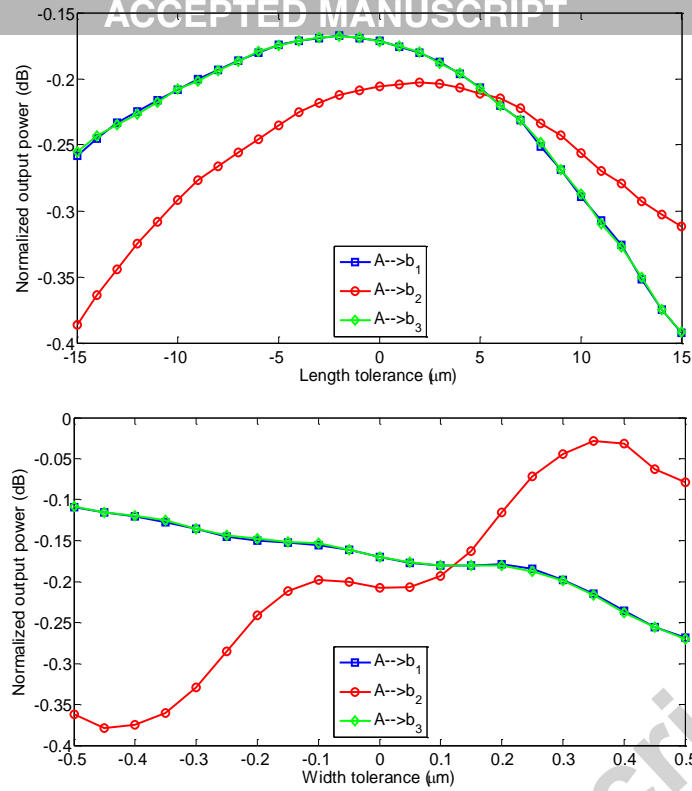 ACCEPTED MANUSCRIPT
-0.15
-0.2
-0.25
-0.3
-0.35
-0.4
Normalized output power (dB)
A-->b1
A-->b2
A-->b3
-15 -10 -5 0 5 10 15
Length tolerance (μm)
0
-0.05
-0.1
-0.15
-0.2
-0.25
-0.3
-0.35
-0.4
Normalized output power (dB)
A-->b1
A-->b2
A-->b3
-0.5 -0.4 -0.3 -0.2 -0.1 0 0.1 0.2 0.3 0.4 0.5
Width tolerance (μm)